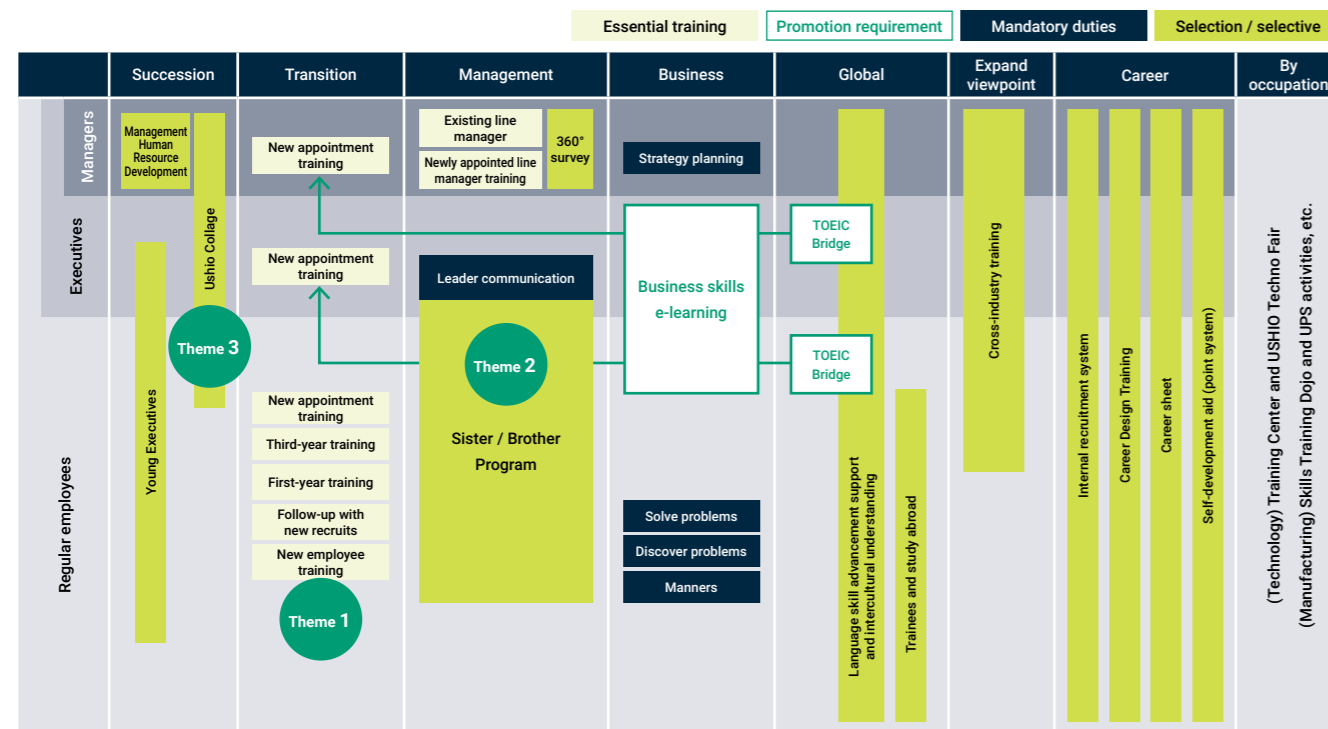 Essential training
Promotion requirement
Mandatory duties
Selection / selective
Succession
Transition
Management
Business
Global
Expand
viewpoint
Career
By
occupation
Managers
Executives
Regular employees
Management
Human
Resource
Development
Ushio Collage
Young Executives
Theme 3
New appointment
training
New appointment
training
New appointment
training
Third-year training
First-year training
Follow-up with
new recruits
New employee
training
Theme 1
Existing line
manager
Newly appointed line
manager training
360°
survey
Leader communication
Theme 2
Sister / Brother
Program
Strategy planning
Business skills
e-learning
Solve problems
Discover problems
Manners
TOEIC
Bridge
TOEIC
Bridge
Language skill advancement support
and intercultural understanding
Trainees and study abroad
Cross-industry training
Internal recruitment system
Career Design Training
Career sheet
Self-development aid (point system)
(Technology) Training Center and USHIO Techno Fair
(Manufacturing) Skills Training Dojo and UPS activities, etc.